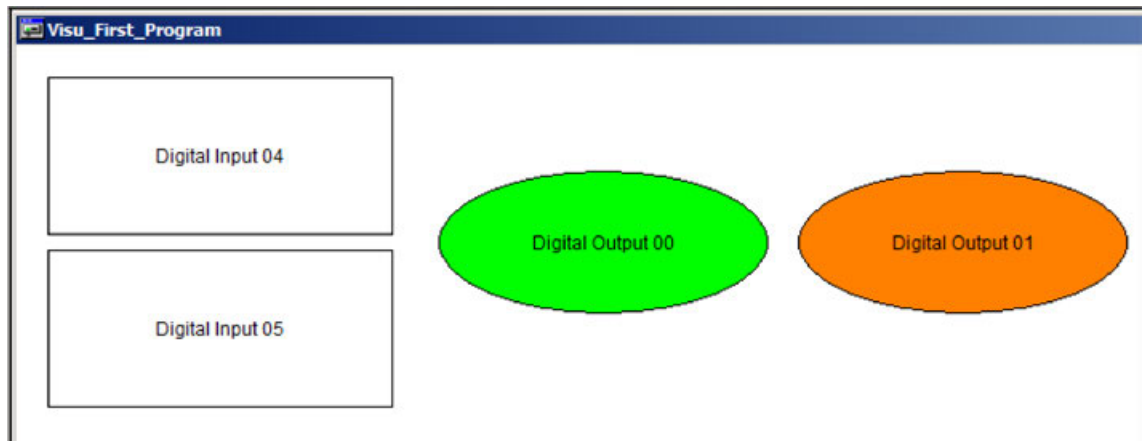 Visu_First_Program
Digital Input 04
Digital Output 00
Digital Output 01
Digital Input 05